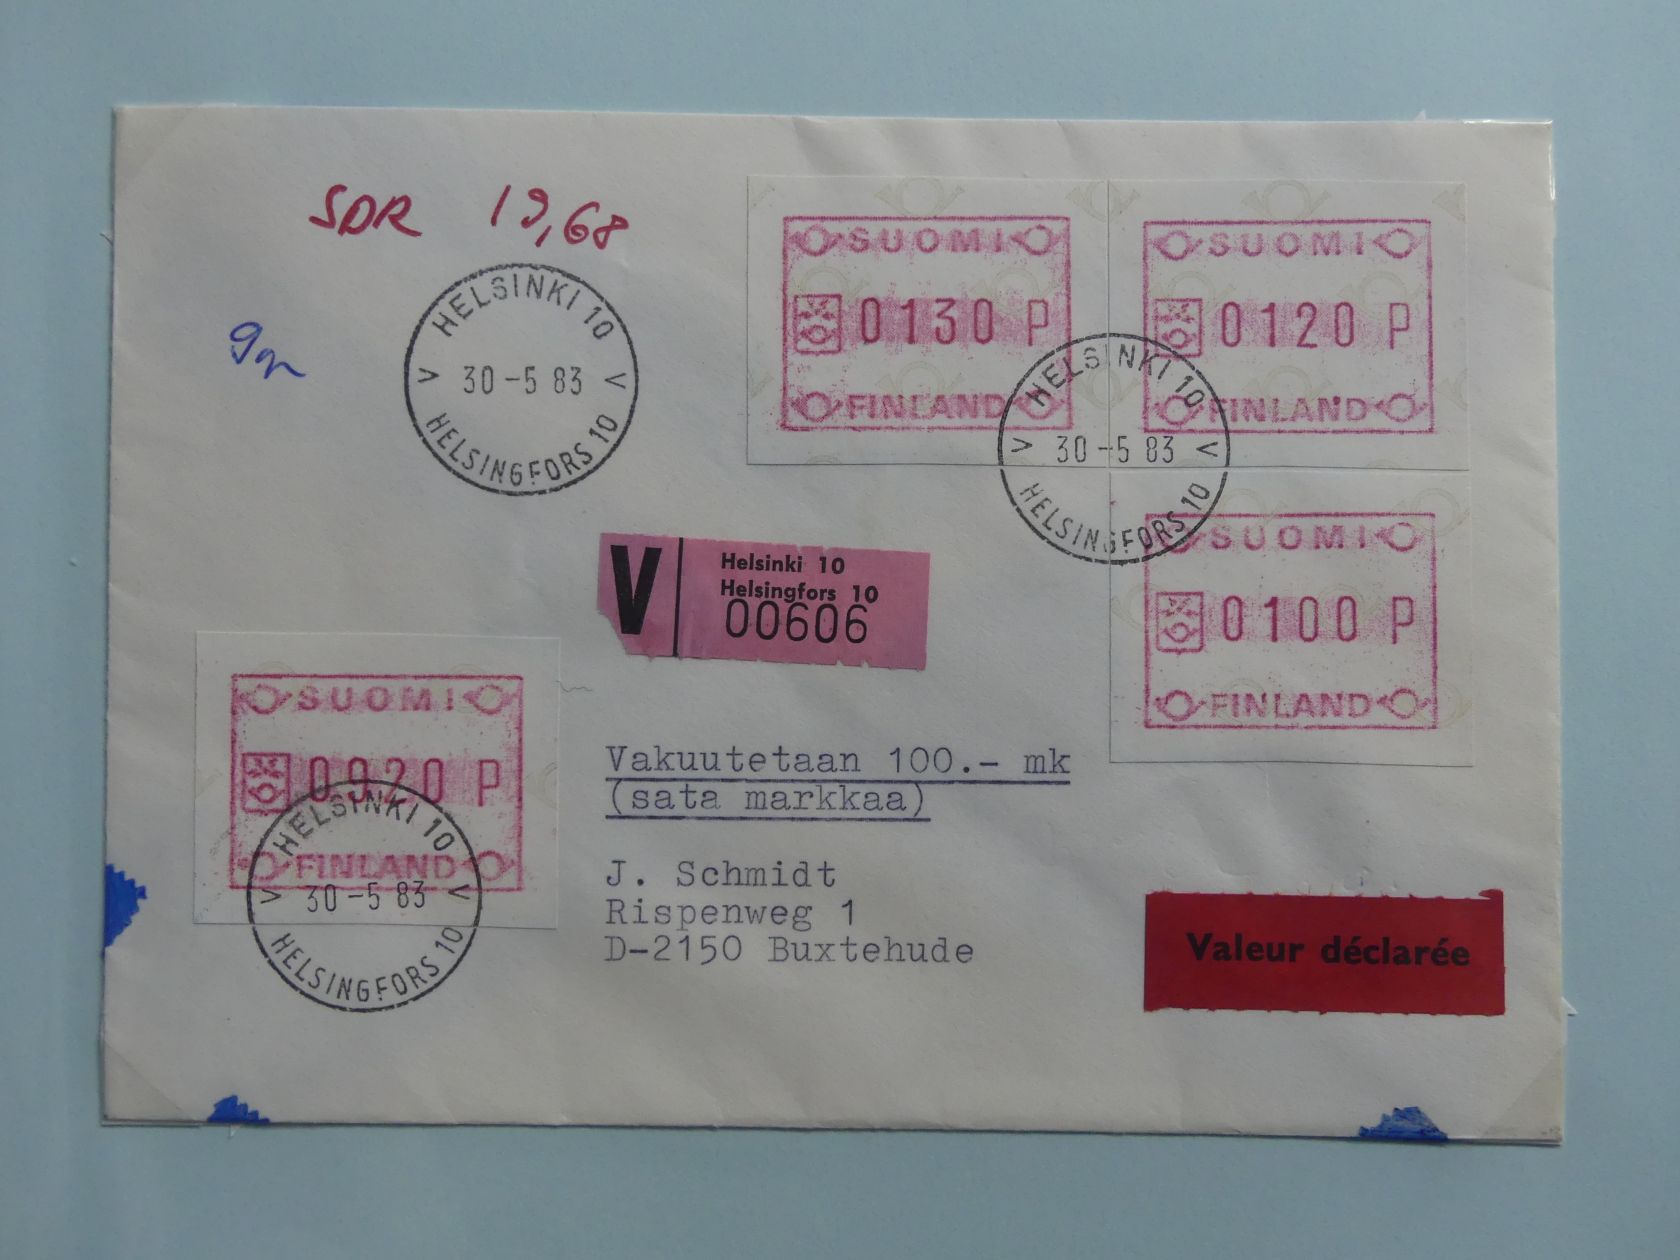 SDR 19,68
9 gr
HELSINKI 10
V 30-5 83 V
HELSINGFORS 10
SUOMI
0130 P
FINLAND
SUOMI
0120 P
FINLAND
HELSINKI 10
V 30-5 83 V
HELSINGFORS 10
SUOMI
0100 P
FINLAND
V
Helsinki 10
Helsingfors 10
00606
SUOMI
0920 P
FINLAND
HELSINKI 10
V 30-5 83 V
HELSINGFORS 10
Vakuutetaan 100.- mk
(sata markkaa)
J. Schmidt
Rispenweg 1
D-2150 Buxtehude
Valeur déclarée